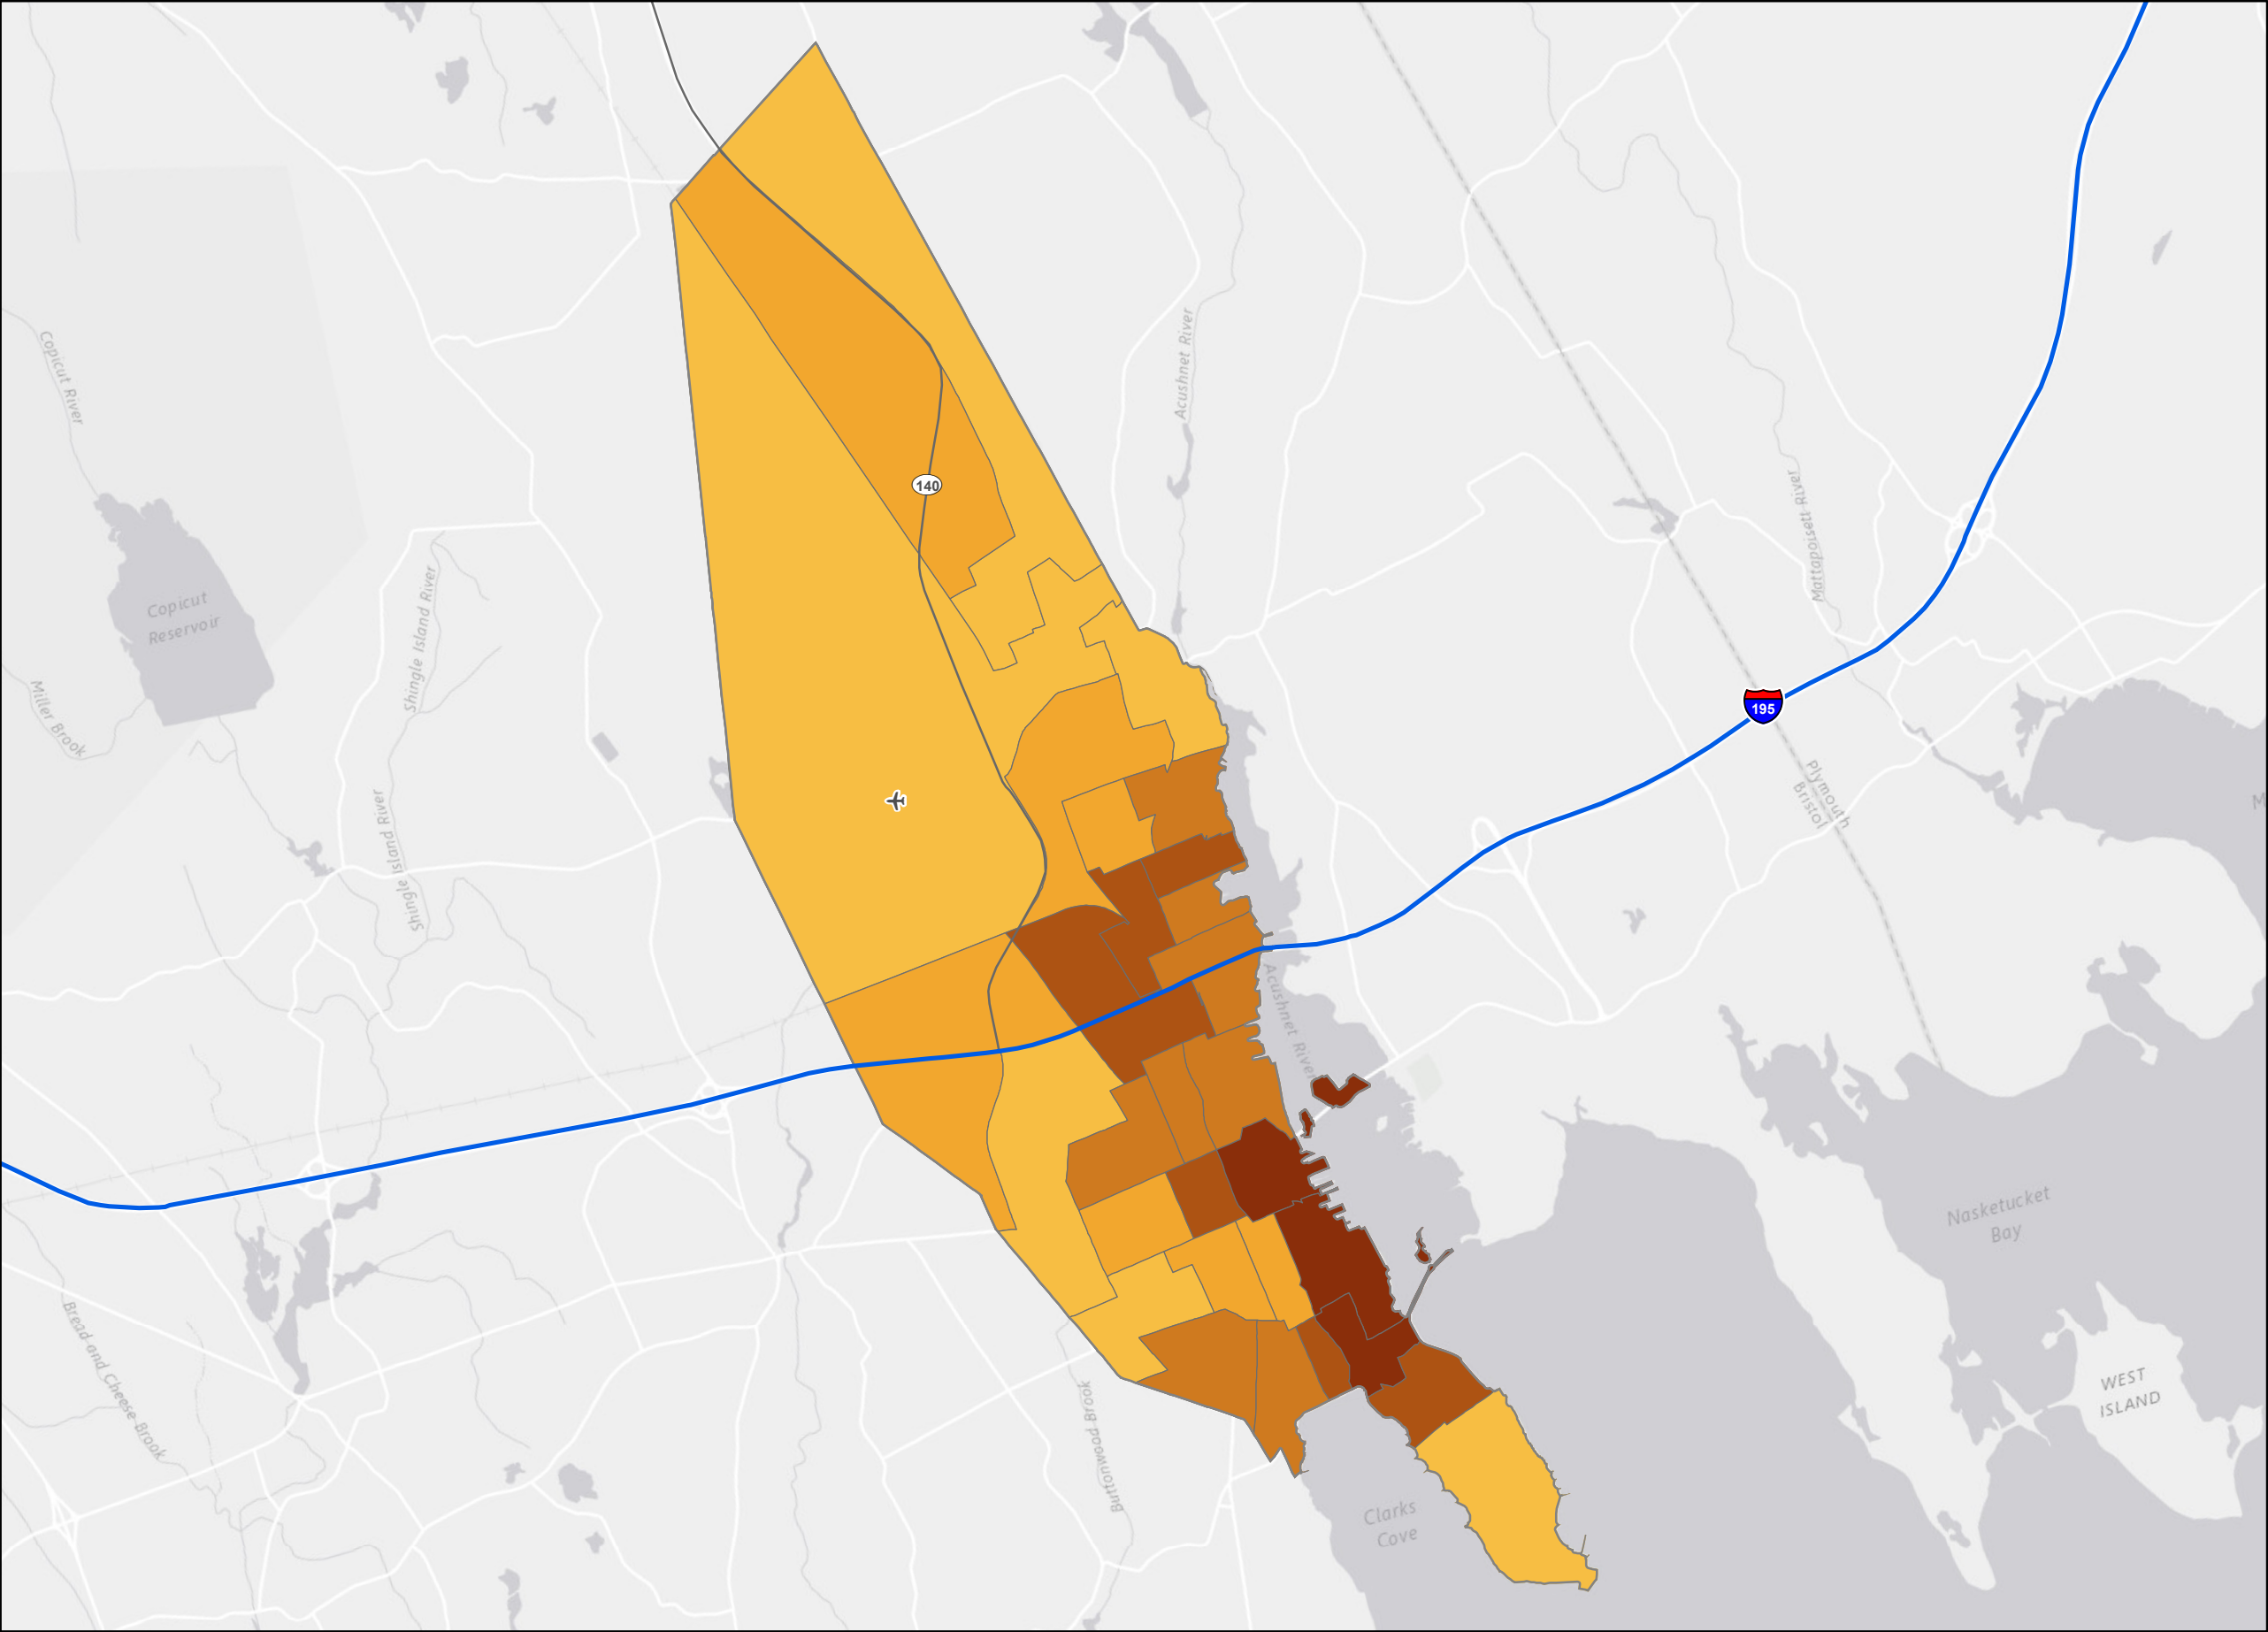 Acushnet River
Copicut River
140
Mattapoisett River
Copicut
Reservoir
Shingle Island River
Miller Brook
195
Plymouth
Bristol
M
Shingle Island River
Acushnet River
Nasketucket
Bay
Bread and Cheese Brook
Buttonwood Brook
WEST
ISLAND
Clarks
Cove